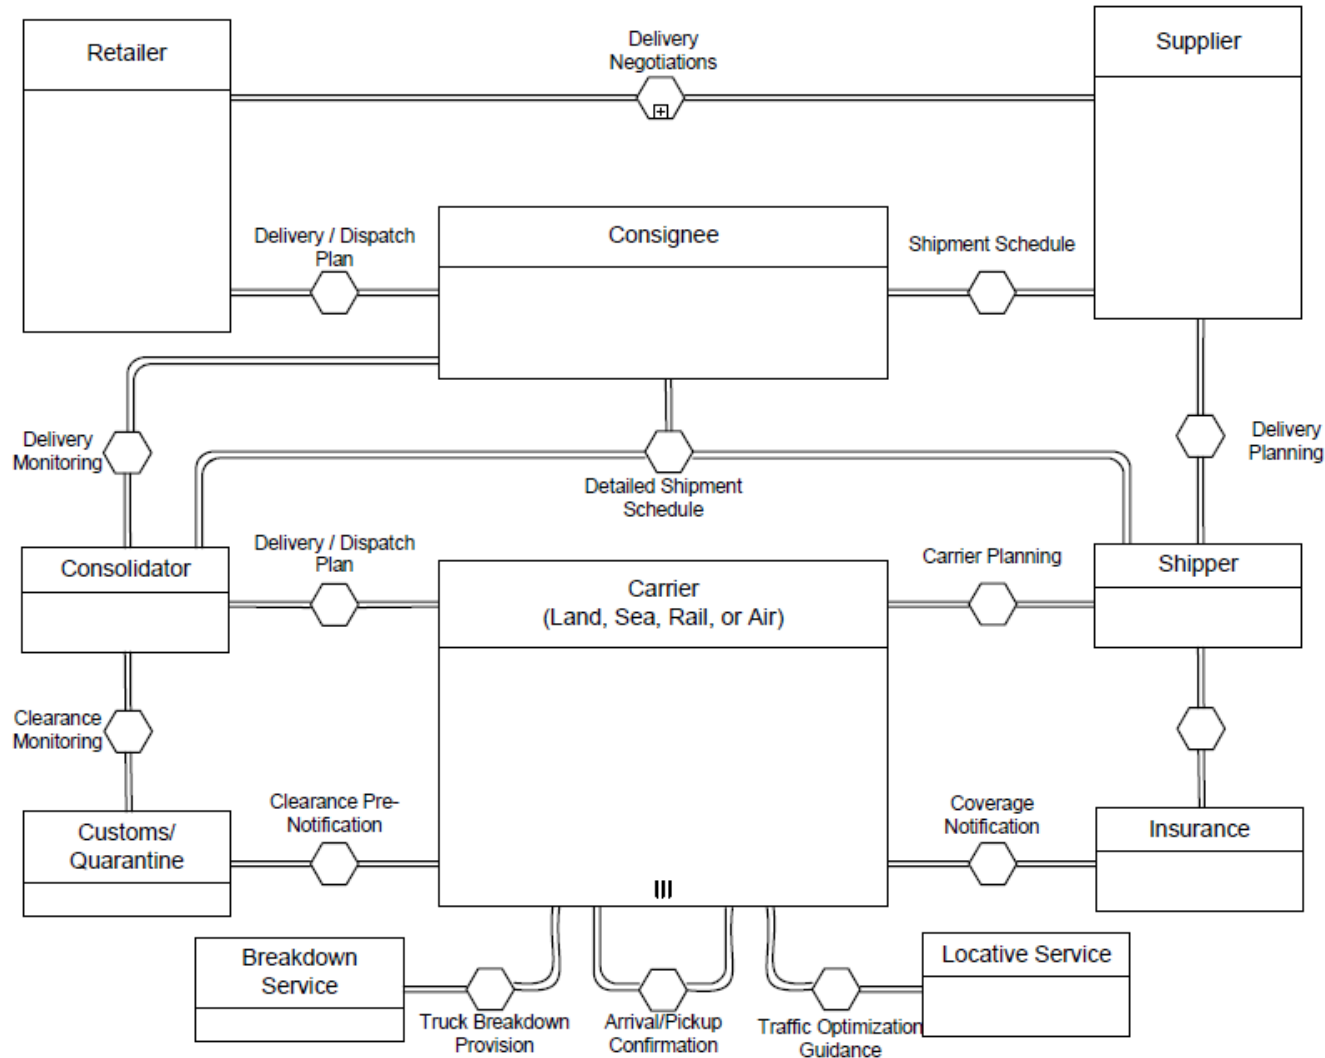 Retailer
Delivery
Negotiations
Supplier
Delivery / Dispatch
Plan
Consignee
Shipment Schedule
Delivery
Monitoring
Detailed Shipment
Schedule
Delivery
Planning
Consolidator
Delivery / Dispatch
Plan
Carrier
(Land, Sea, Rail, or Air)
Carrier Planning
Shipper
Clearance
Monitoring
Customs/
Quarantine
Clearance Pre-
Notification
Coverage
Notification
Insurance
Breakdown
Service
Truck Breakdown
Provision
Arrival/Pickup
Confirmation
Traffic Optimization
Guidance
Locative Service